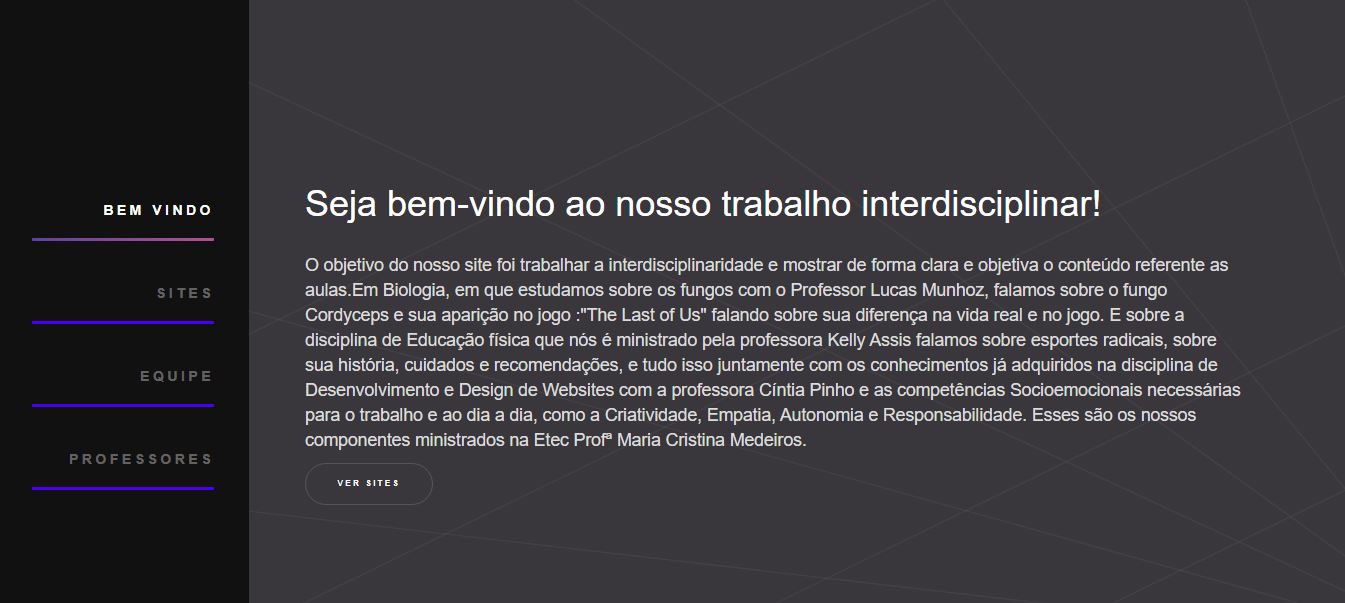 BEM VINDO
SITES
EQUIPE
PROFESSORES
Seja bem-vindo ao nosso trabalho interdisciplinar!
O objetivo do nosso site foi trabalhar a interdisciplinaridade e mostrar de forma clara e objetiva o conteúdo referente as
aulas.Em Biologia, em que estudamos sobre os fungos com o Professor Lucas Munhoz, falamos sobre o fungo
Cordyceps e sua aparição no jogo :"The Last of Us" falando sobre sua diferença na vida real e no jogo. E sobre a
disciplina de Educação física que nós é ministrado pela professora Kelly Assis falamos sobre esportes radicais, sobre
sua história, cuidados e recomendações, e tudo isso juntamente com os conhecimentos já adquiridos na disciplina de
Desenvolvimento e Design de Websites com a professora Cíntia Pinho e as competências Socioemocionais necessárias
para o trabalho e ao dia a dia, como a Criatividade, Empatia, Autonomia e Responsabilidade. Esses são os nossos
componentes ministrados na Etec Profª Maria Cristina Medeiros.
VER SITES